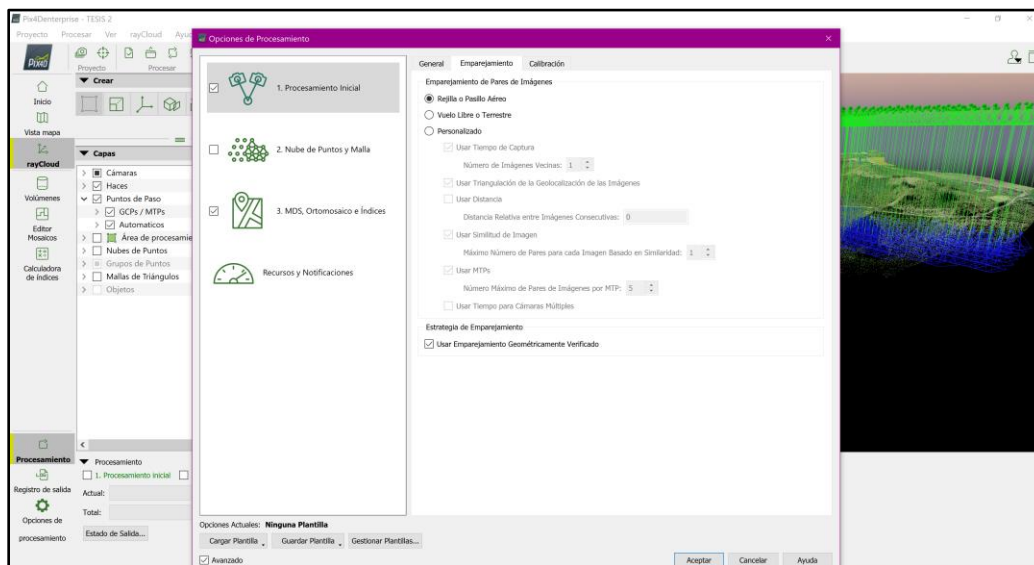 Pix4Denterprise - TESIS 2
Proyecto Procesar Ver rayCloud
Opciones de Procesamiento
PIX4D
Proyecto Procesar
Inicio
Vista mapa
rayCloud
Volúmenes
Editor
Mosaicos
Calculadora
de índices
Procesamiento
Registro de salida
Opciones de
procesamiento
Crear
Capas
Cámaras
Haces
Puntos de Paso
GCPs / MTPs
Automaticos
Área de procesamie
Nubes de Puntos
Grupos de Puntos
Mallas de Triángulos
Objetos
Procesamiento
1. Procesamiento inicial
Actual:
Total:
Estado de Salida...
1. Procesamiento Inicial
2. Nube de Puntos y Malla
3. MDS, Ortomosaico e Índices
Recursos y Notificaciones
General Emparejamiento Calibración
Emparejamiento de Pares de Imágenes
Rejilla o Pasillo Aéreo
Vuelo Libre o Terrestre
Personalizado
Usar Tiempo de Captura
Número de Imágenes Vecinas: 1
Usar Triangulación de la Geolocalización de las Imágenes
Usar Distancia
Distancia Relativa entre Imágenes Consecutivas: 0
Usar Similitud de Imagen
Máximo Número de Pares para cada Imagen Basado en Similaridad: 1
Usar MTPs
Número Máximo de Pares de Imágenes por MTP: 5
Usar Tiempo para Cámaras Múltiples
Estrategia de Emparejamiento
Usar Emparejamiento Geométricamente Verificado
Opciones Actuales: Ninguna Plantilla
Cargar Plantilla Guardar Plantilla Gestionar Plantillas...
Avanzado
Aceptar Cancelar Ayuda